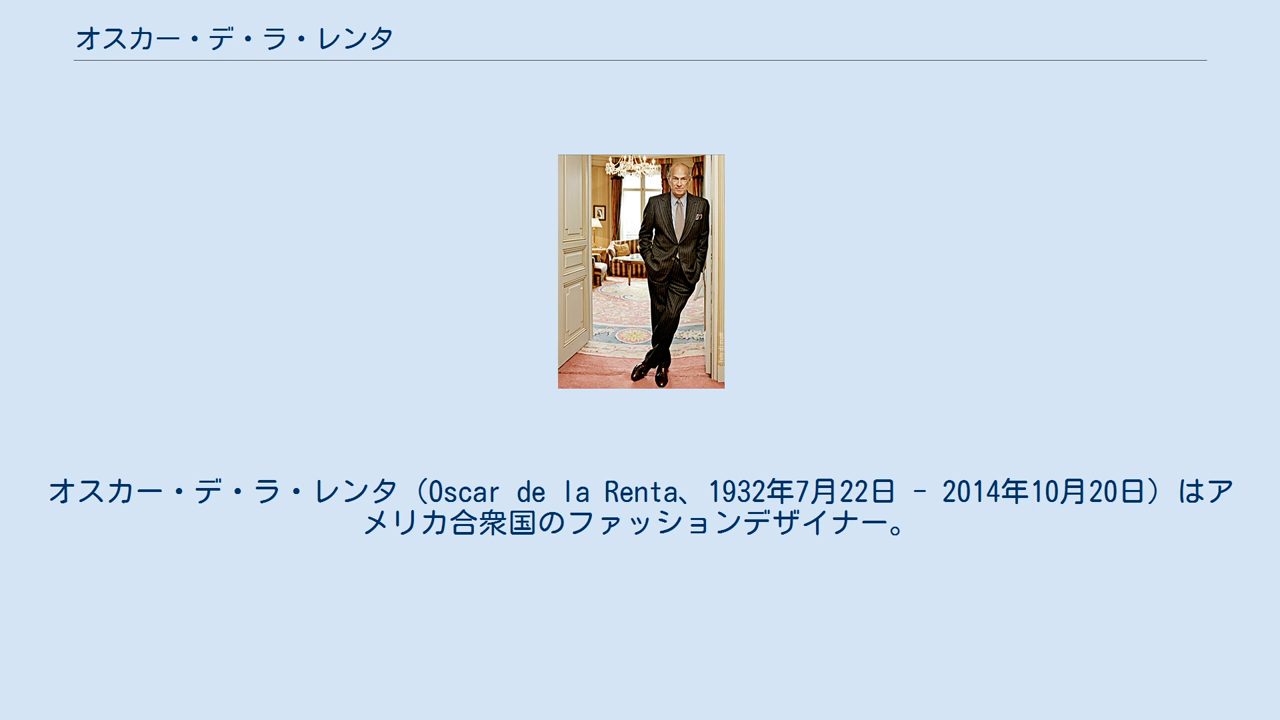 オスカー・デ・ラ・レンタ
オスカー・デ・ラ・レンタ（Oscar de la Renta、1932年7月22日 - 2014年10月20日）はア
メリカ合衆国のファッションデザイナー。